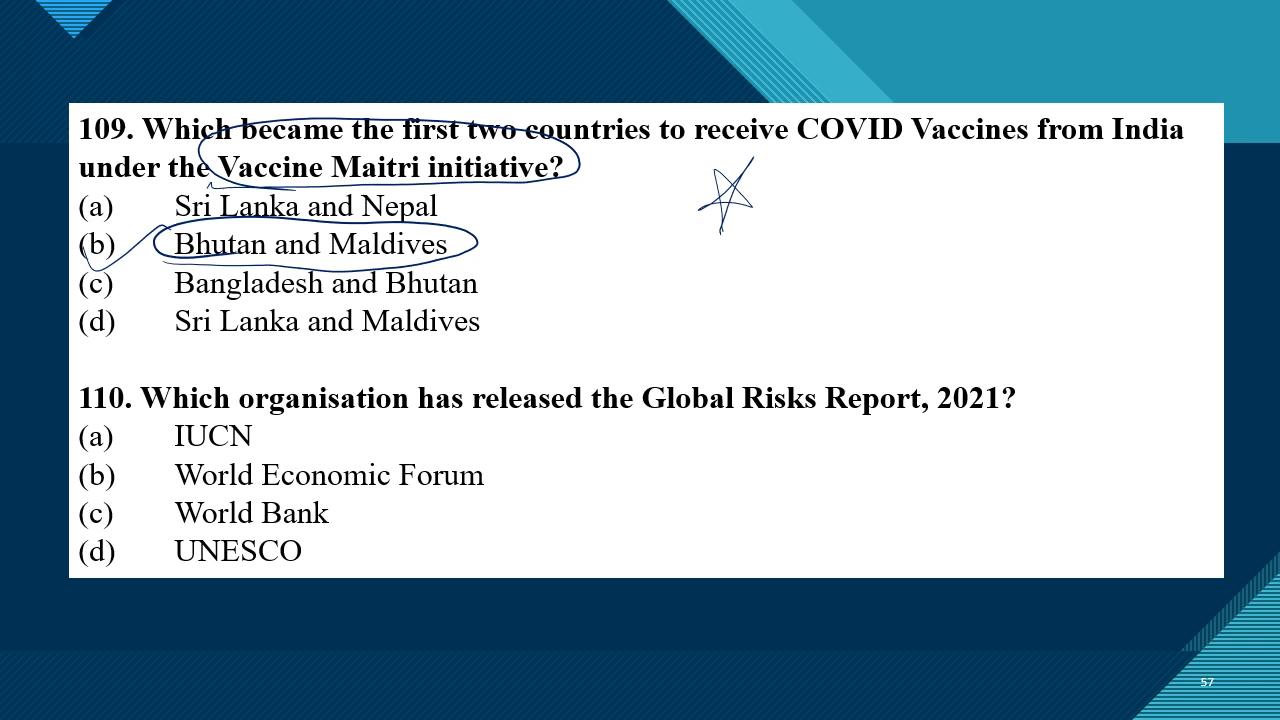 109. Which became the first two countries to receive COVID Vaccines from India
under the Vaccine Maitri initiative?
(a) Sri Lanka and Nepal
(b) Bhutan and Maldives
(c) Bangladesh and Bhutan
(d) Sri Lanka and Maldives
110. Which organisation has released the Global Risks Report, 2021?
(a) IUCN
(b) World Economic Forum
(c) World Bank
(d) UNESCO
57